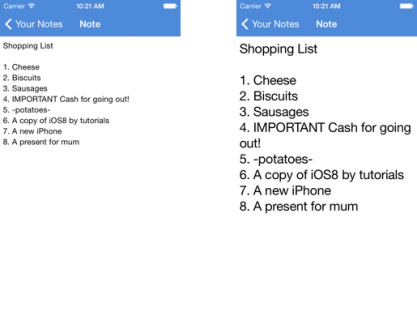 Carrier 10:21 AM
Your Notes Note
Shopping List
1. Cheese
2. Biscuits
3. Sausages
4. IMPORTANT Cash for going out!
5. -potatoes-
6. A copy of iOS8 by tutorials
7. A new iPhone
8. A present for mum
Carrier 10:21 AM
Your Notes Note
Shopping List
1. Cheese
2. Biscuits
3. Sausages
4. IMPORTANT Cash for going
out!
5. -potatoes-
6. A copy of iOS8 by tutorials
7. A new iPhone
8. A present for mum